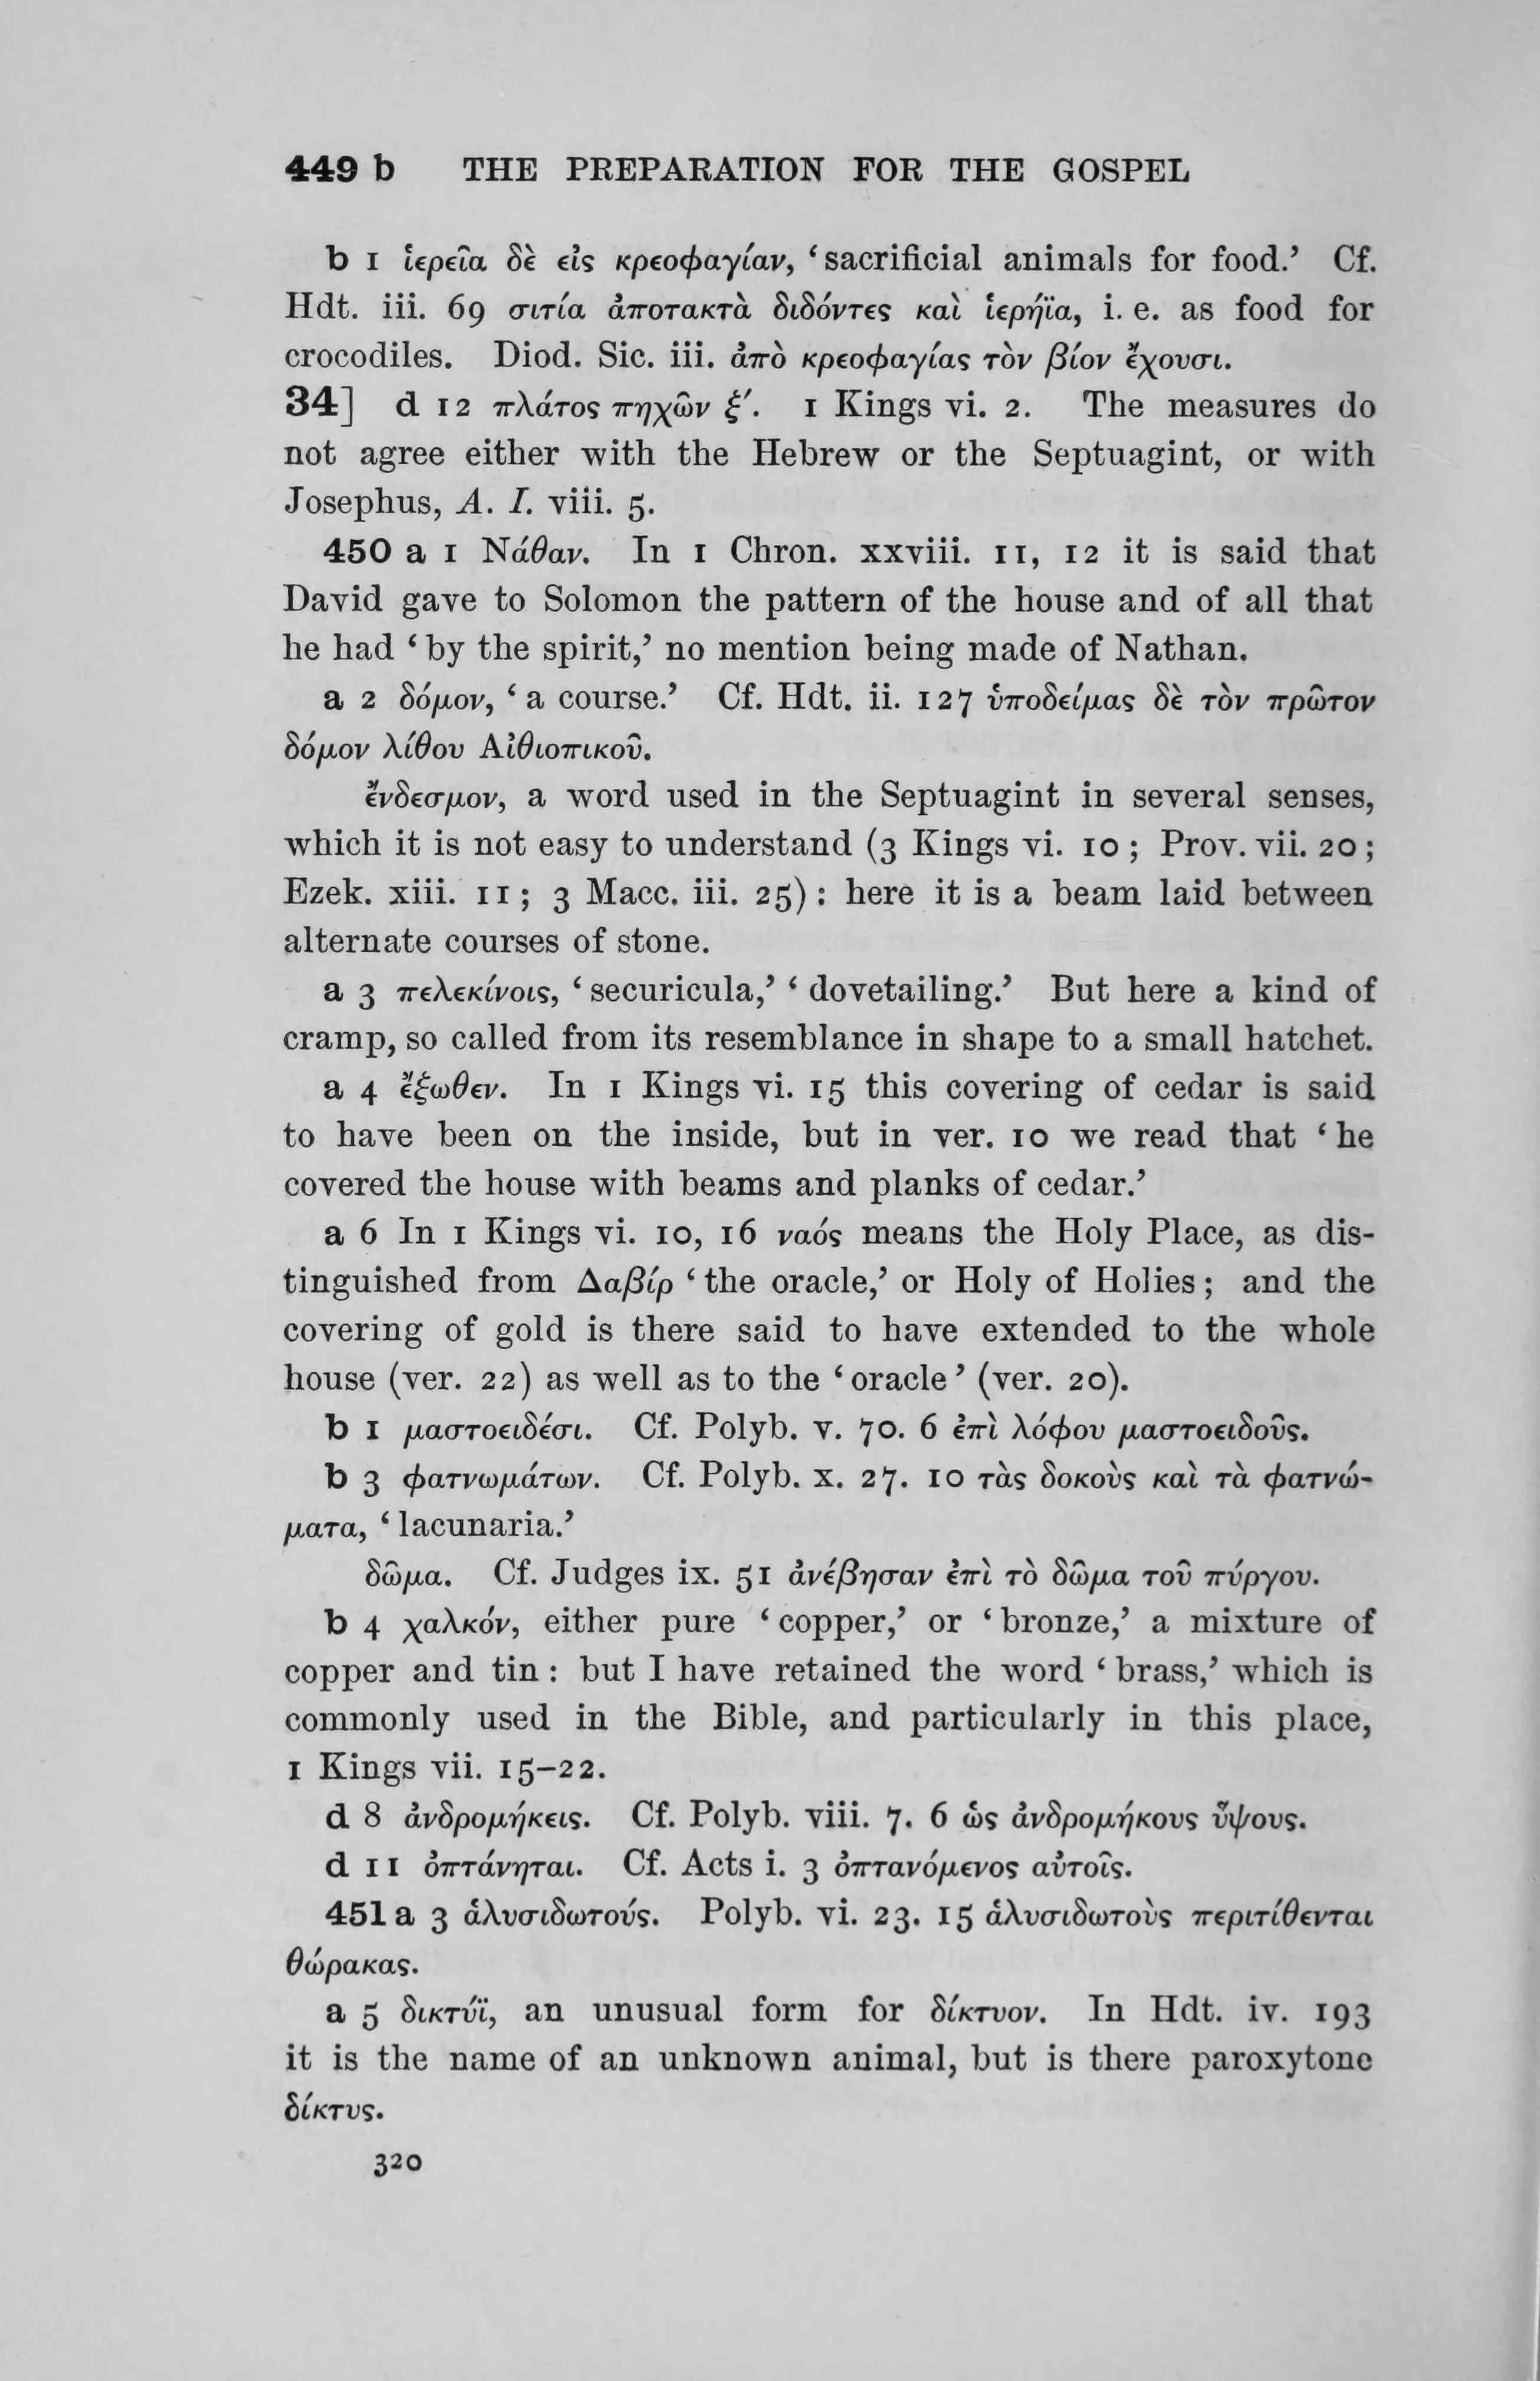 449 b THE PREPARATION FOR THE GOSPEL
b 1 ἱερεῖα δὲ εἰς κρεοφαγίαν, ‘sacrificial animals for food.’ Cf.
Hdt. iii. 69 σιτία ἀποτακτὰ διδόντες καὶ ἱερήϊα, i. e. as food for
crocodiles. Diod. Sic. iii. ἀπὸ κρεοφαγίας τὸν βίον ἔχουσι.
34] d 12 πλάτος πηχῶν ξʹ. 1 Kings vi. 2. The measures do
not agree either with the Hebrew or the Septuagint, or with
Josephus, A. I. viii. 5.
450 a 1 Νάθαν. In 1 Chron. xxviii. 11, 12 it is said that
David gave to Solomon the pattern of the house and of all that
he had ‘by the spirit,’ no mention being made of Nathan.
a 2 δόμον, ‘a course.’ Cf. Hdt. ii. 127 ὑποδείμας δὲ τὸν πρῶτον
δόμον λίθου Αἰθιοπικοῦ.
ἔνδεσμον, a word used in the Septuagint in several senses,
which it is not easy to understand (3 Kings vi. 10; Prov. vii. 20;
Ezek. xiii. 11; 3 Macc. iii. 25): here it is a beam laid between
alternate courses of stone.
a 3 πελεκίνοις, ‘securicula,’ ‘dovetailing.’ But here a kind of
cramp, so called from its resemblance in shape to a small hatchet.
a 4 ἔξωθεν. In 1 Kings vi. 15 this covering of cedar is said
to have been on the inside, but in ver. 10 we read that ‘he
covered the house with beams and planks of cedar.’
a 6 In 1 Kings vi. 10, 16 ναός means the Holy Place, as dis-
tinguished from Δαβίρ ‘the oracle,’ or Holy of Holies; and the
covering of gold is there said to have extended to the whole
house (ver. 22) as well as to the ‘oracle’ (ver. 20).
b 1 μαστοειδέσι. Cf. Polyb. v. 70. 6 ἐπὶ λόφου μαστοειδοῦς.
b 3 φατνωμάτων. Cf. Polyb. x. 27. 10 τὰς δοκοὺς καὶ τὰ φατνώ-
ματα, ‘lacunaria.’
δῶμα. Cf. Judges ix. 51 ἀνέβησαν ἐπὶ τὸ δῶμα τοῦ πύργου.
b 4 χαλκόν, either pure ‘copper,’ or ‘bronze,’ a mixture of
copper and tin: but I have retained the word ‘brass,’ which is
commonly used in the Bible, and particularly in this place,
1 Kings vii. 15–22.
d 8 ἀνδρομήκεις. Cf. Polyb. viii. 7. 6 ὡς ἀνδρομήκους ὕψους.
d 11 ὀπτάνηται. Cf. Acts i. 3 ὀπτανόμενος αὐτοῖς.
451 a 3 ἁλυσιδωτούς. Polyb. vi. 23. 15 ἁλυσιδωτοὺς περιτίθενται
θώρακας.
a 5 δικτύϊ, an unusual form for δίκτυον. In Hdt. iv. 193
it is the name of an unknown animal, but is there paroxytone
δίκτυς.
320